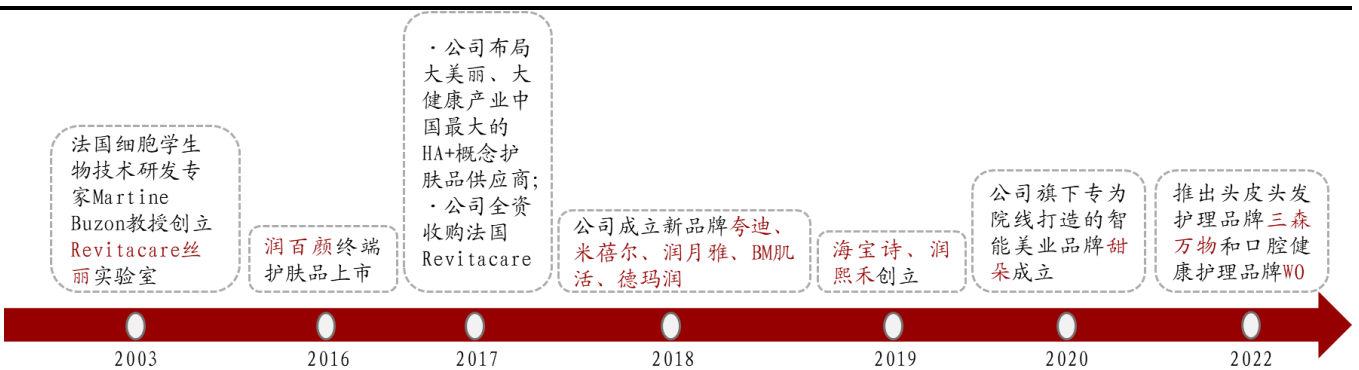 法国细胞学生
物技术研发专
家Martine
Buzon教授创立
Revitacare丝
丽实验室
2003
润百颜终端
护肤品上市
2016
·公司布局
大美丽、大
健康产业中
国最大的
HA+概念护
肤品供应商;
·公司全资
收购法国
Revitacare
2017
公司成立新品牌夸迪、
米蓓尔、润月雅、BM肌
活、德玛润
2018
海宝诗、润
熙禾创立
2019
公司旗下专为
院线打造的智
能美业品牌甜
朵成立
2020
推出头皮头发
护理品牌三森
万物和口腔健
康护理品牌WO
2022